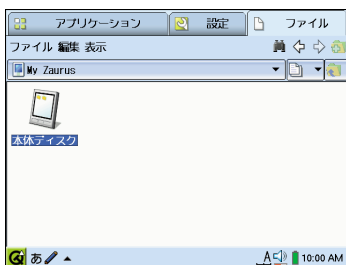 アプリケーション 設定 ファイル
ファイル 編集 表示
My Zaurus
本体ディスク
あ A 10:00 AM